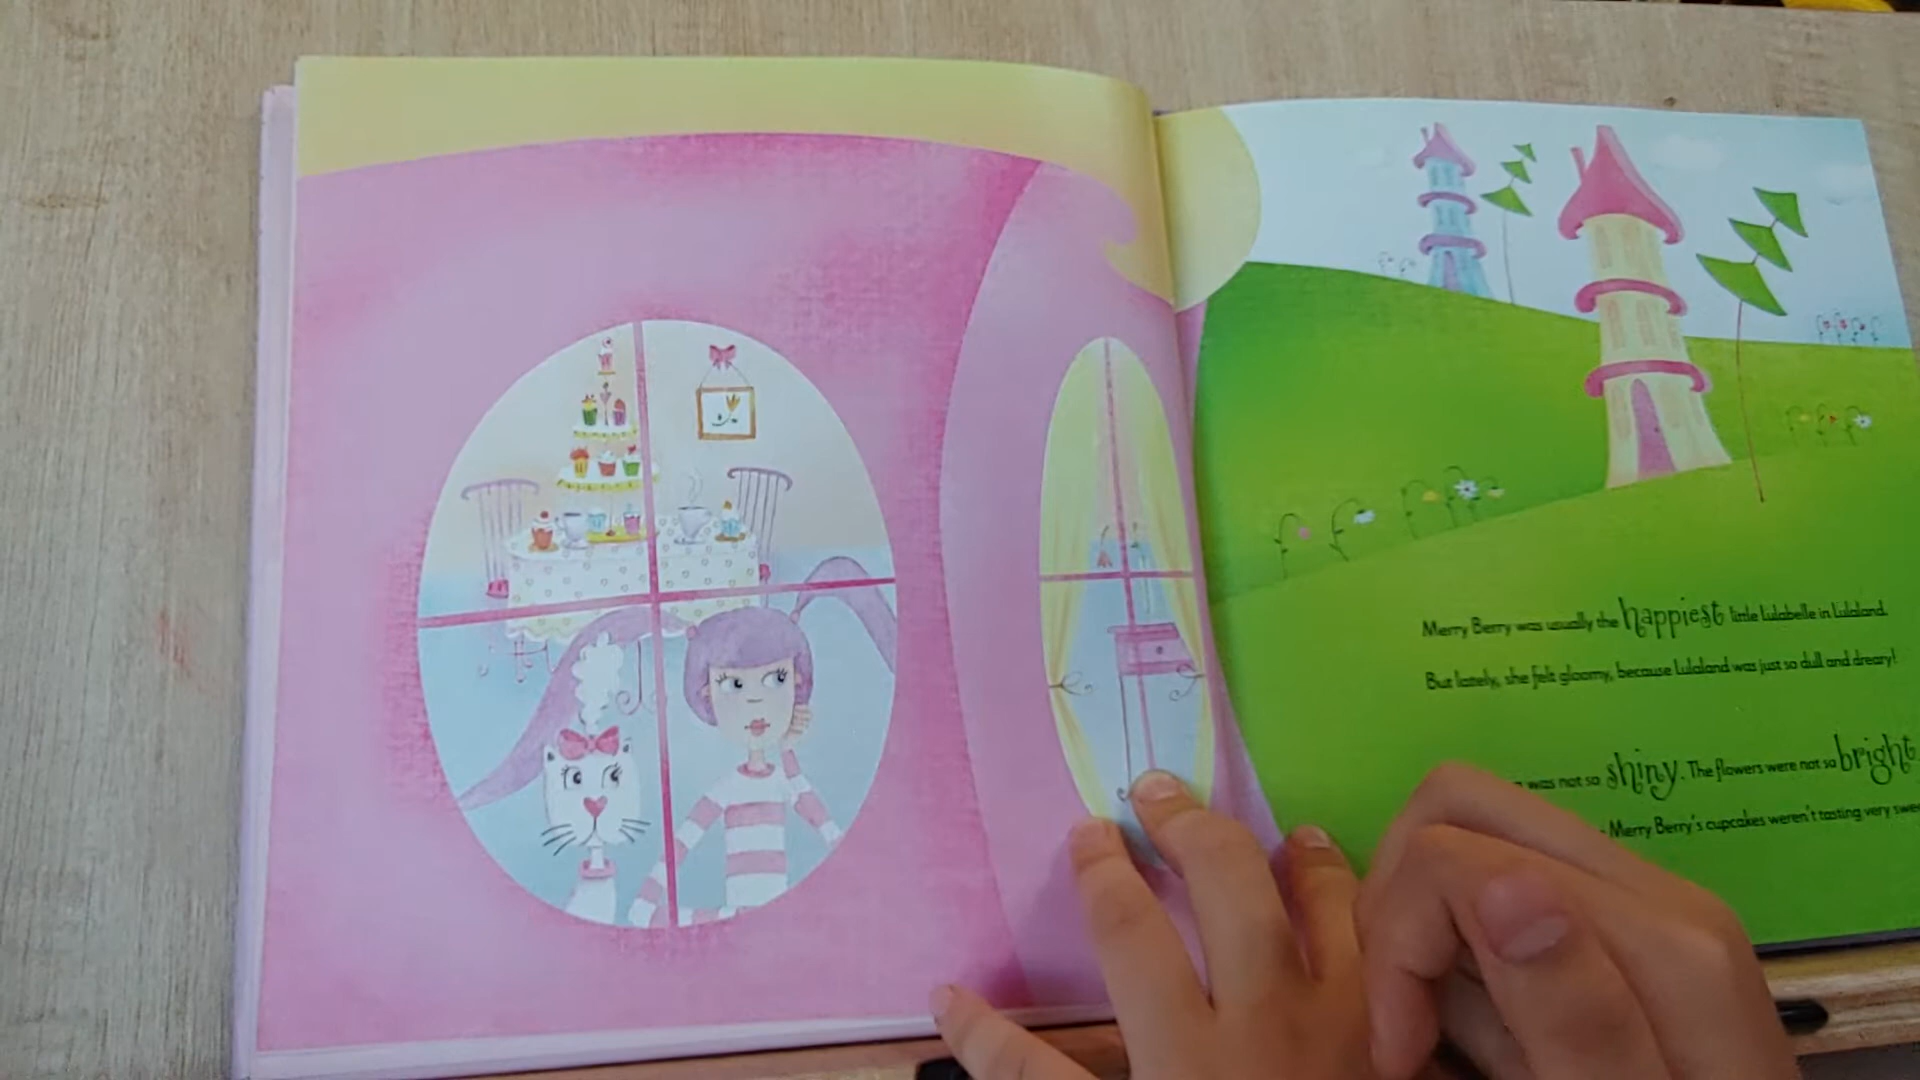 Merry Berry was usually the happiest little Lulabelle in Lulaland.
But lately, she felt gloomy, because Lulaland was just so dull and dreary!
was not so shiny. The flowers were not so bright
Merry Berry's cupcakes weren't tasting very swee